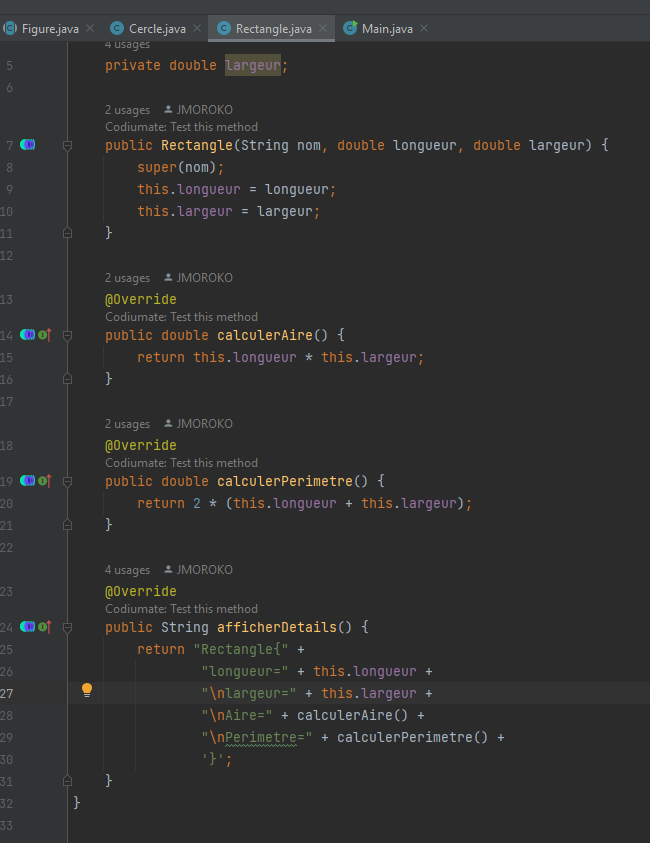 Figure.java Cercle.java Rectangle.java Main.java
4 usages
5 private double largeur;
6
2 usages JMOROKO
Codiumate: Test this method
7 public Rectangle(String nom, double longueur, double largeur) {
8 super(nom);
9 this.longueur = longueur;
10 this.largeur = largeur;
11 }
12
2 usages JMOROKO
13 @Override
Codiumate: Test this method
14 public double calculerAire() {
15 return this.longueur * this.largeur;
16 }
17
2 usages JMOROKO
18 @Override
Codiumate: Test this method
19 public double calculerPerimetre() {
20 return 2 * (this.longueur + this.largeur);
21 }
22
4 usages JMOROKO
23 @Override
Codiumate: Test this method
24 public String afficherDetails() {
25 return "Rectangle{" +
26 "longueur=" + this.longueur +
27 "\nlargeur=" + this.largeur +
28 "\nAire=" + calculerAire() +
29 "\nPerimetre=" + calculerPerimetre() +
30 '}';
31 }
32 }
33